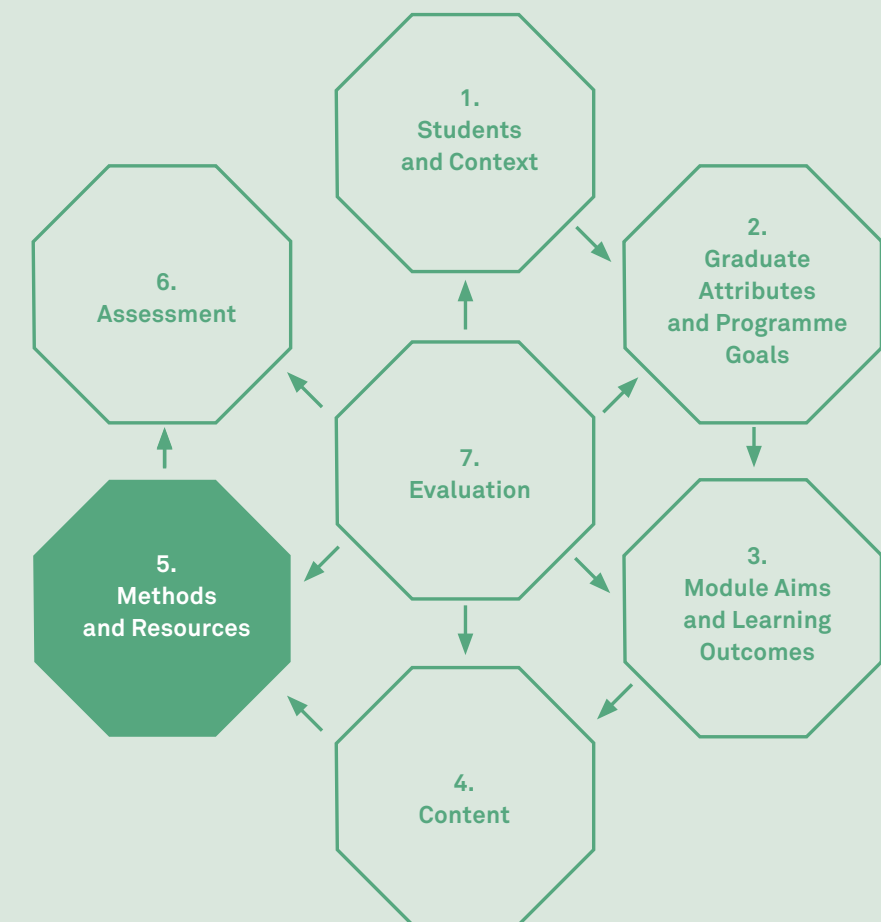 1.
Students
and Context
2.
Graduate
Attributes
and Programme
Goals
3.
Module Aims
and Learning
Outcomes
4.
Content
5.
Methods
and Resources
6.
Assessment
7.
Evaluation